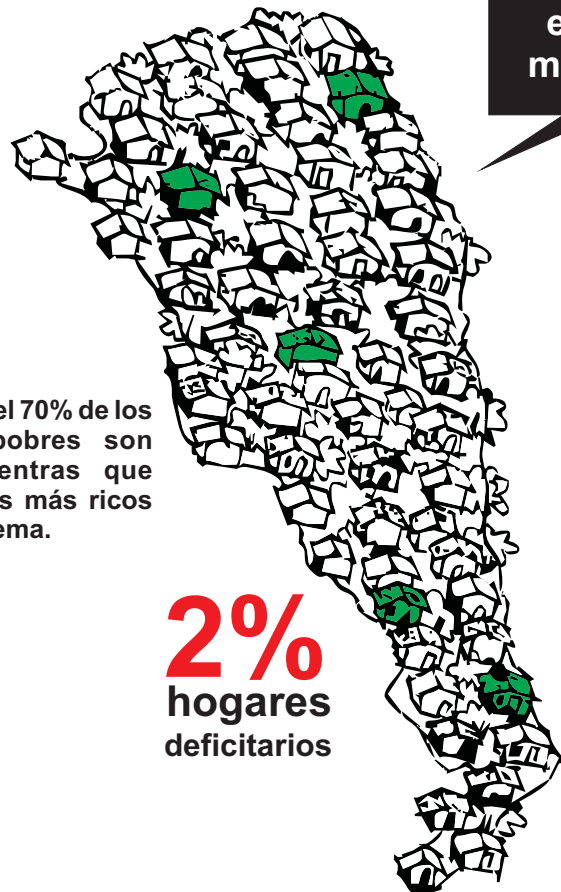 e
m
el 70% de los
pobres son
entras que
s más ricos
ema.
2%
hogares
deficitarios